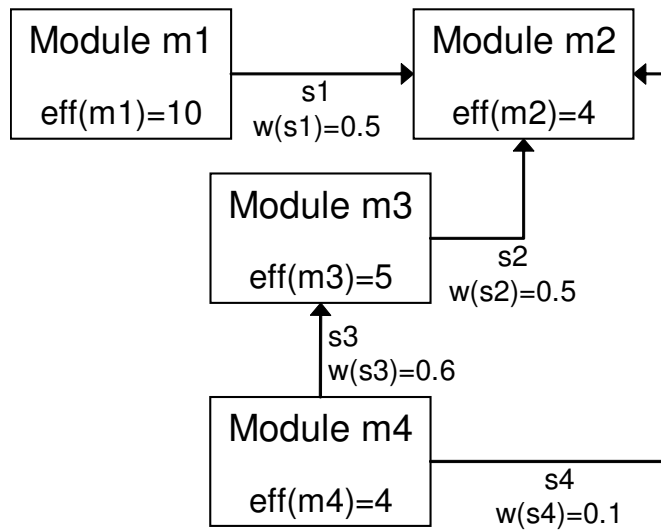 Module m1
eff(m1)=10
s1
w(s1)=0.5
Module m2
eff(m2)=4
Module m3
eff(m3)=5
s2
w(s2)=0.5
s3
w(s3)=0.6
Module m4
eff(m4)=4
s4
w(s4)=0.1